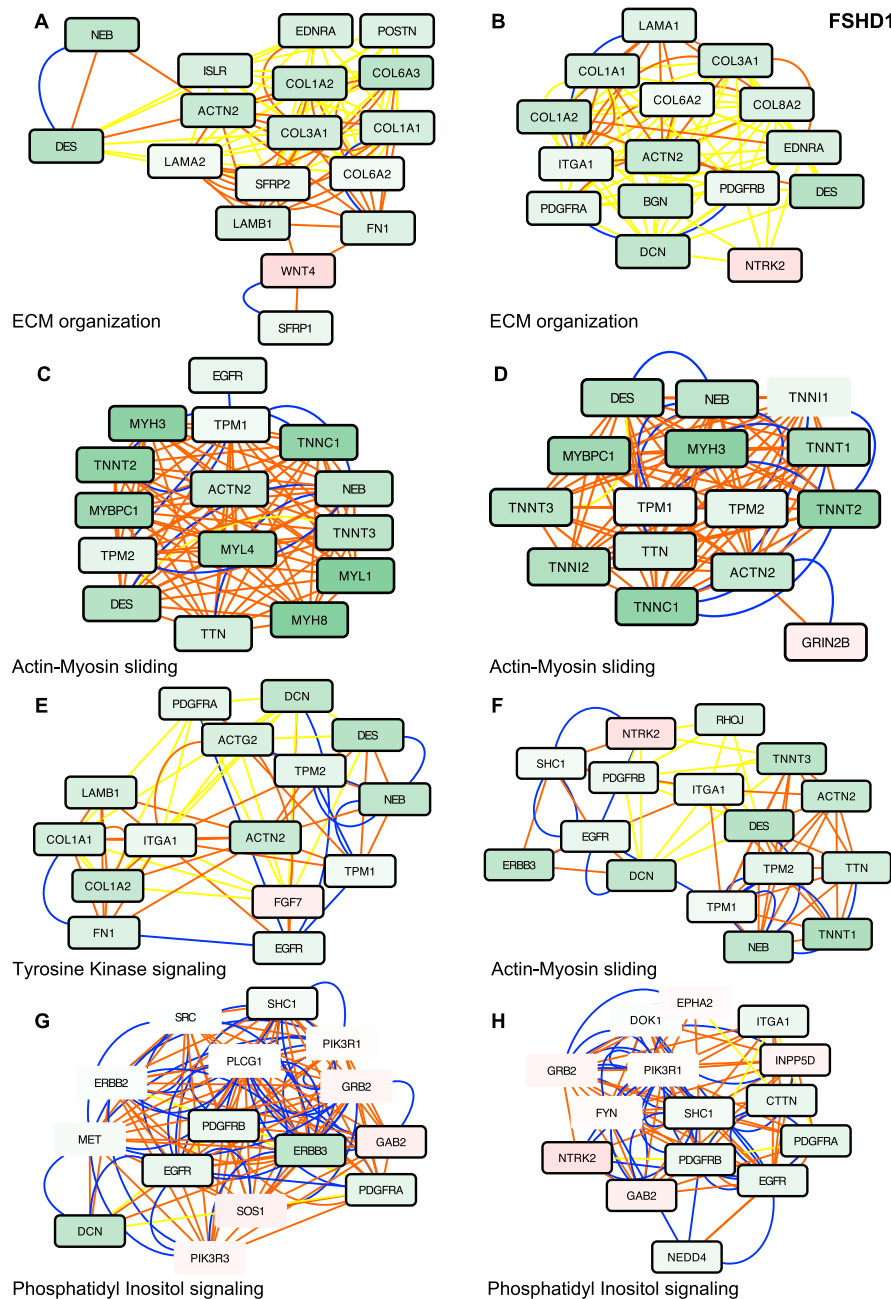 A
NEB
EDNRA
POSTN
ISLR
COL1A2
COL6A3
ACTN2
COL3A1
COL1A1
DES
LAMA2
SFRP2
COL6A2
LAMB1
FN1
WNT4
SFRP1
ECM organization
B
FSHD1
LAMA1
COL1A1
COL3A1
COL6A2
COL8A2
COL1A2
EDNRA
ITGA1
ACTN2
PDGFRB
DES
PDGFRA
BGN
DCN
NTRK2
ECM organization
C
EGFR
MYH3
TPM1
TNNC1
TNNT2
ACTN2
NEB
MYBPC1
TNNT3
TPM2
MYL4
MYL1
DES
MYH8
TTN
Actin-Myosin sliding
D
DES
NEB
TNNI1
MYBPC1
MYH3
TNNT1
TNNT3
TPM1
TPM2
TNNT2
TTN
TNNI2
ACTN2
TNNC1
GRIN2B
Actin-Myosin sliding
E
PDGFRA
DCN
ACTG2
DES
TPM2
LAMB1
NEB
COL1A1
ITGA1
ACTN2
TPM1
COL1A2
FGF7
FN1
EGFR
Tyrosine Kinase signaling
F
NTRK2
RHOJ
SHC1
PDGFRB
TNNT3
ITGA1
ACTN2
EGFR
DES
ERBB3
DCN
TPM2
TTN
TPM1
NEB
TNNT1
Actin-Myosin sliding
G
SRC
SHC1
PLCG1
PIK3R1
ERBB2
GRB2
MET
PDGFRB
ERBB3
GAB2
EGFR
PDGFRA
SOS1
DCN
PIK3R3
Phosphatidyl Inositol signaling
H
EPHA2
DOK1
ITGA1
GRB2
PIK3R1
INPP5D
FYN
SHC1
CTTN
NTRK2
PDGFRB
PDGFRA
GAB2
EGFR
NEDD4
Phosphatidyl Inositol signaling